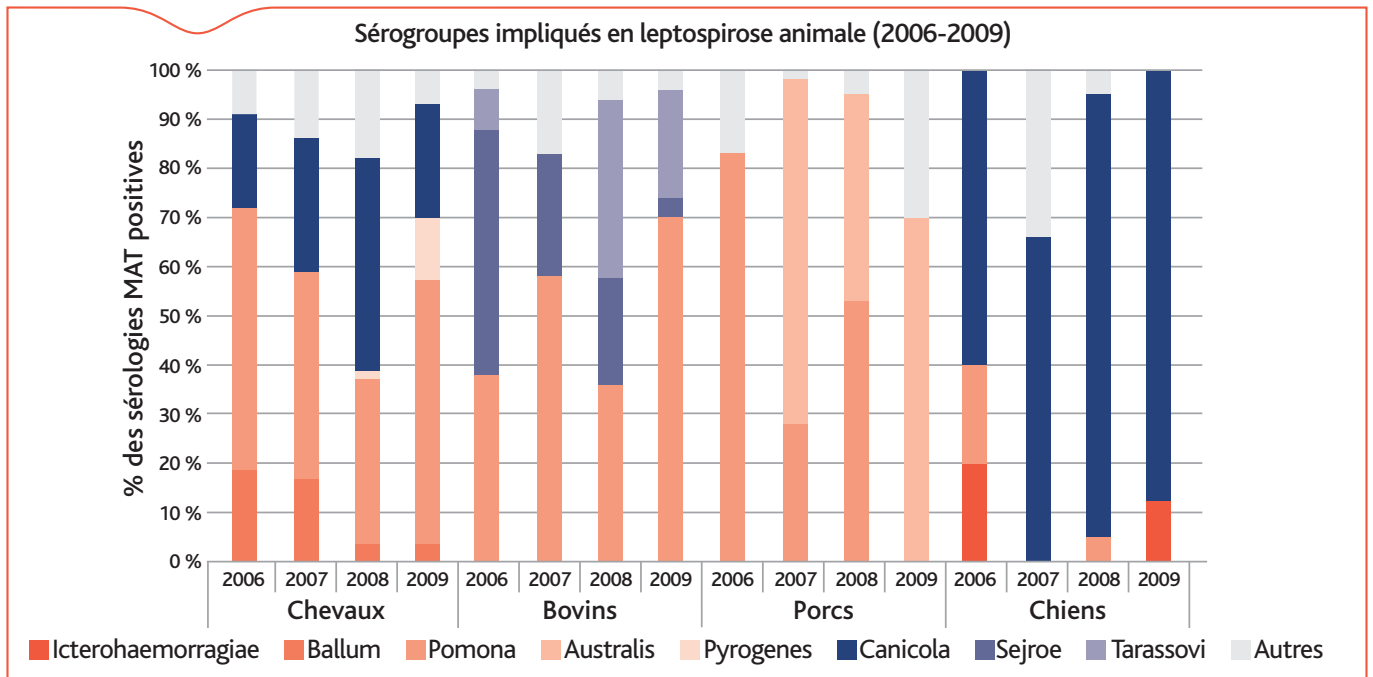 Sérogroupes impliqués en leptospirose animale (2006-2009)
% des sérologies MAT positives
100 %
90 %
80 %
70 %
60 %
50 %
40 %
30 %
20 %
10 %
0 %
2006 2007 2008 2009 2006 2007 2008 2009 2006 2007 2008 2009 2006 2007 2008 2009
Chevaux Bovins Porcs Chiens
Icterohaemorragiae Ballum Pomona Australis Pyrogenes Canicola Sejroe Tarassovi Autres